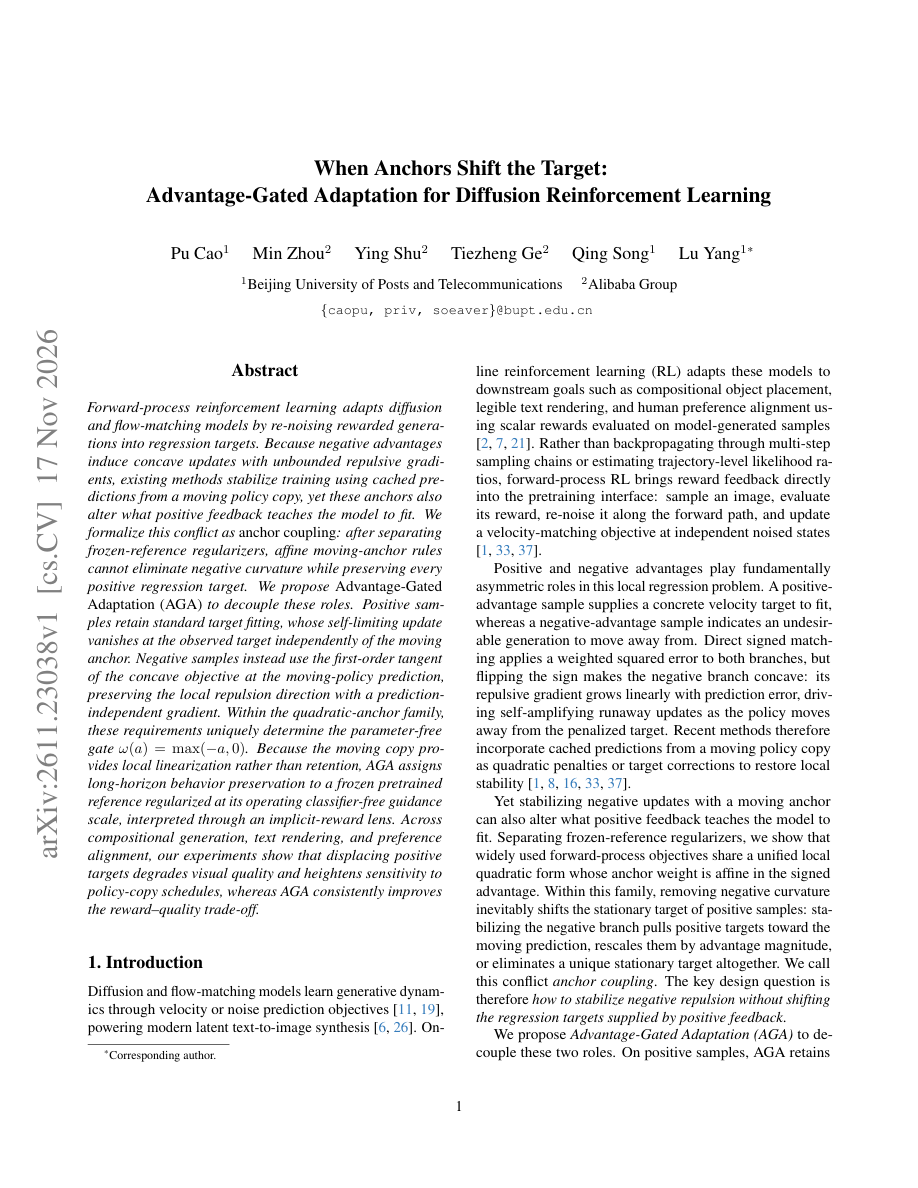 arXiv:2611.23038v1 [cs.CV] 17 Nov 2026
When Anchors Shift the Target:
Advantage-Gated Adaptation for Diffusion Reinforcement Learning
Pu Cao1 Min Zhou2 Ying Shu2 Tiezheng Ge2 Qing Song1 Lu Yang1*
1Beijing University of Posts and Telecommunications 2Alibaba Group
{caopu, priv, soeaver}@bupt.edu.cn
Abstract
Forward-process reinforcement learning adapts diffusion
and flow-matching models by re-noising rewarded genera-
tions into regression targets. Because negative advantages
induce concave updates with unbounded repulsive gradi-
ents, existing methods stabilize training using cached pre-
dictions from a moving policy copy, yet these anchors also
alter what positive feedback teaches the model to fit. We
formalize this conflict as anchor coupling: after separating
frozen-reference regularizers, affine moving-anchor rules
cannot eliminate negative curvature while preserving every
positive regression target. We propose Advantage-Gated
Adaptation (AGA) to decouple these roles. Positive sam-
ples retain standard target fitting, whose self-limiting update
vanishes at the observed target independently of the moving
anchor. Negative samples instead use the first-order tangent
of the concave objective at the moving-policy prediction,
preserving the local repulsion direction with a prediction-
independent gradient. Within the quadratic-anchor family,
these requirements uniquely determine the parameter-free
gate ω(a) = max(−a, 0). Because the moving copy pro-
vides local linearization rather than retention, AGA assigns
long-horizon behavior preservation to a frozen pretrained
reference regularized at its operating classifier-free guidance
scale, interpreted through an implicit-reward lens. Across
compositional generation, text rendering, and preference
alignment, our experiments show that displacing positive
targets degrades visual quality and heightens sensitivity to
policy-copy schedules, whereas AGA consistently improves
the reward–quality trade-off.
1. Introduction
Diffusion and flow-matching models learn generative dynam-
ics through velocity or noise prediction objectives [11, 19],
powering modern latent text-to-image synthesis [6, 26]. On-
*Corresponding author.
line reinforcement learning (RL) adapts these models to
downstream goals such as compositional object placement,
legible text rendering, and human preference alignment us-
ing scalar rewards evaluated on model-generated samples
[2, 7, 21]. Rather than backpropagating through multi-step
sampling chains or estimating trajectory-level likelihood ra-
tios, forward-process RL brings reward feedback directly
into the pretraining interface: sample an image, evaluate
its reward, re-noise it along the forward path, and update
a velocity-matching objective at independent noised states
[1, 33, 37].
Positive and negative advantages play fundamentally
asymmetric roles in this local regression problem. A positive-
advantage sample supplies a concrete velocity target to fit,
whereas a negative-advantage sample indicates an undesir-
able generation to move away from. Direct signed match-
ing applies a weighted squared error to both branches, but
flipping the sign makes the negative branch concave: its
repulsive gradient grows linearly with prediction error, driv-
ing self-amplifying runaway updates as the policy moves
away from the penalized target. Recent methods therefore
incorporate cached predictions from a moving policy copy
as quadratic penalties or target corrections to restore local
stability [1, 8, 16, 33, 37].
Yet stabilizing negative updates with a moving anchor
can also alter what positive feedback teaches the model to
fit. Separating frozen-reference regularizers, we show that
widely used forward-process objectives share a unified local
quadratic form whose anchor weight is affine in the signed
advantage. Within this family, removing negative curvature
inevitably shifts the stationary target of positive samples: sta-
bilizing the negative branch pulls positive targets toward the
moving prediction, rescales them by advantage magnitude,
or eliminates a unique stationary target altogether. We call
this conflict anchor coupling. The key design question is
therefore how to stabilize negative repulsion without shifting
the regression targets supplied by positive feedback.
We propose Advantage-Gated Adaptation (AGA) to de-
couple these two roles. On positive samples, AGA retains
1